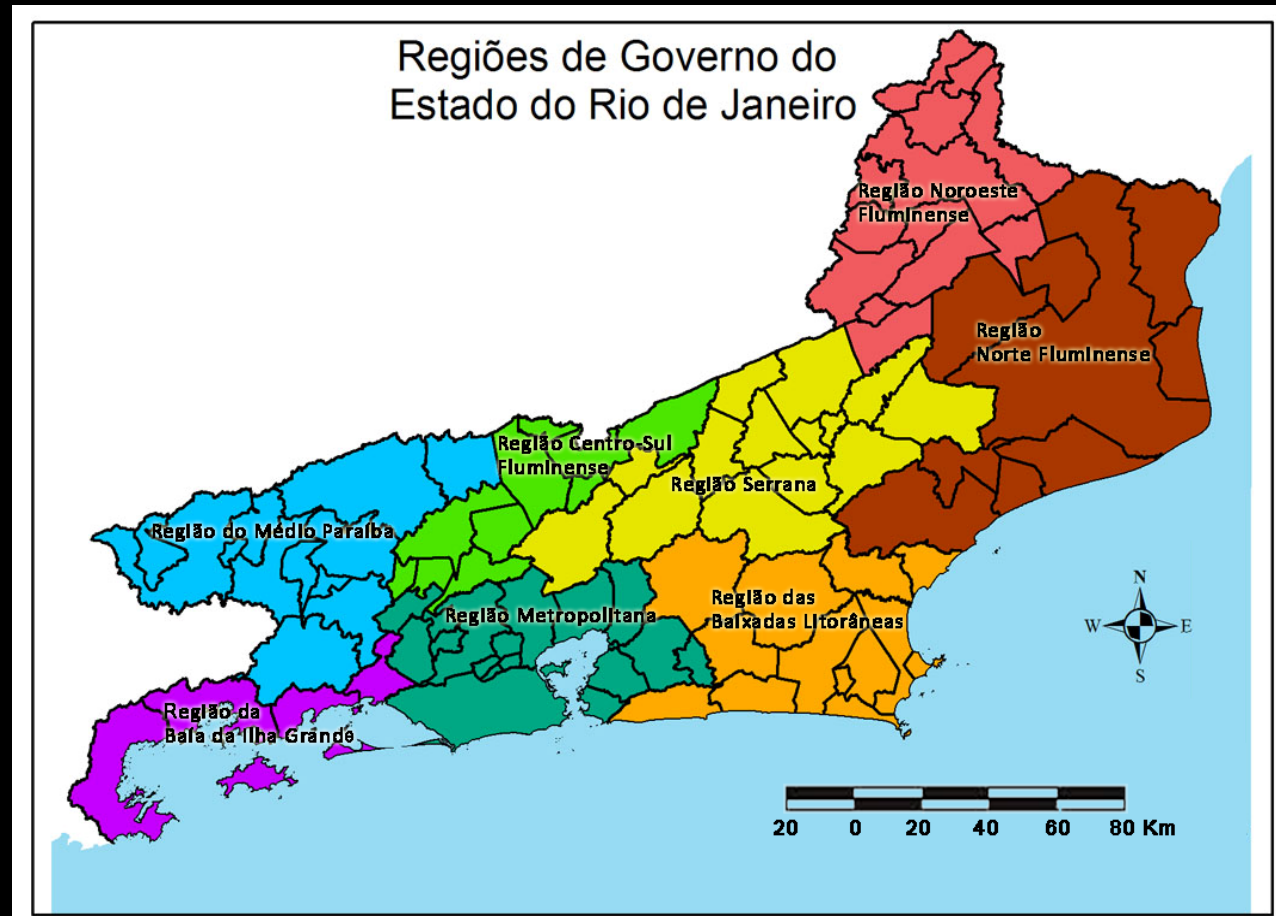 Regiões de Governo do
Estado do Rio de Janeiro
Região Noroeste
Fluminense
Região
Norte Fluminense
Região Centro-Sul
Fluminense
Região Serrana
Região do Médio Paraíba
Região das
Baixadas Litorâneas
Região Metropolitana
Região da
Baía da Ilha Grande
N
W E
S
20 0 20 40 60 80 Km